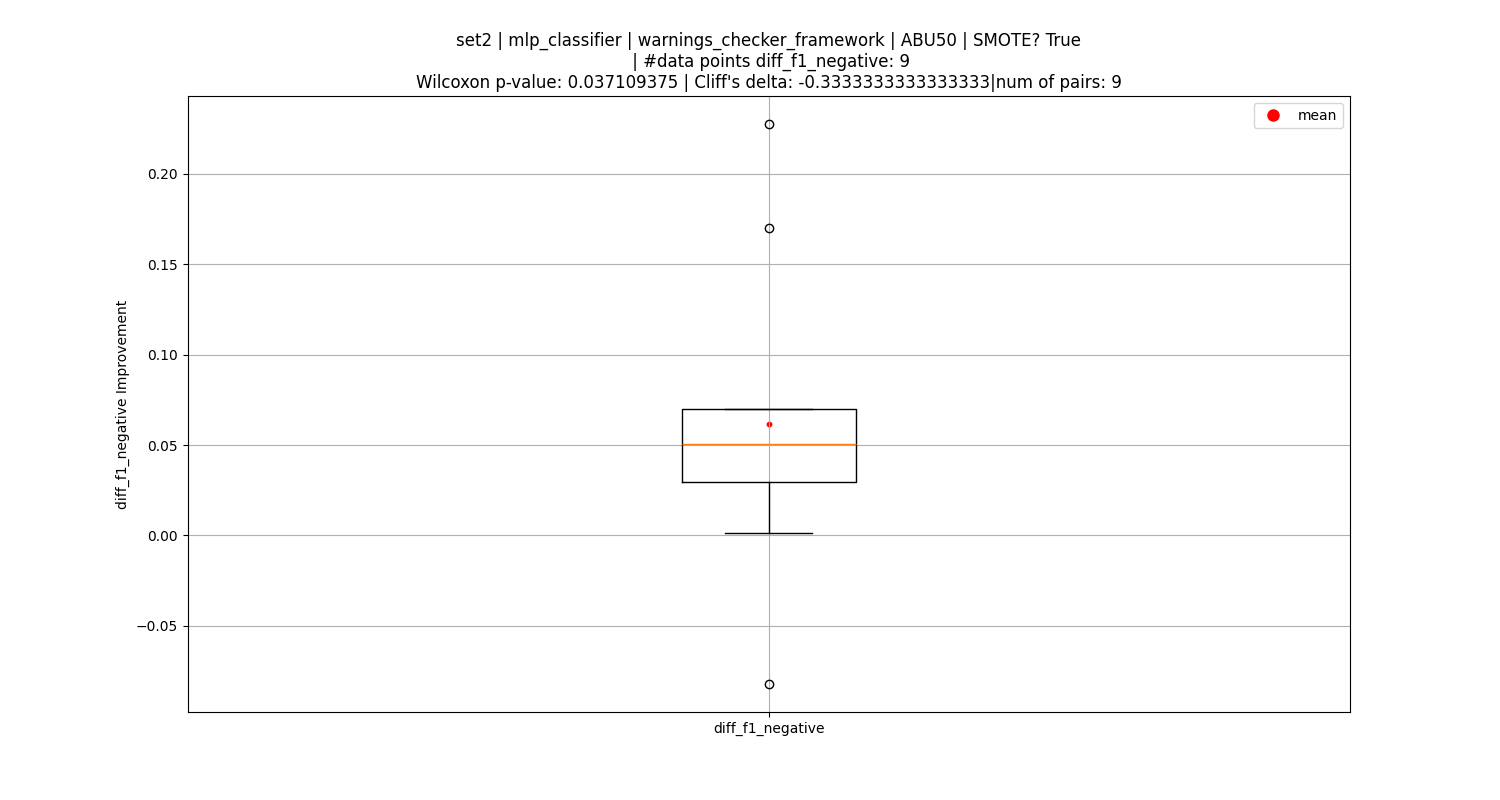 set2 | mlp_classifier | warnings_checker_framework | ABU50 | SMOTE? True
| #data points diff_f1_negative: 9
Wilcoxon p-value: 0.037109375 | Cliff's delta: -0.3333333333333333|num of pairs: 9
mean
0.20
0.15
0.10
0.05
0.00
−0.05
diff_f1_negative Improvement
diff_f1_negative